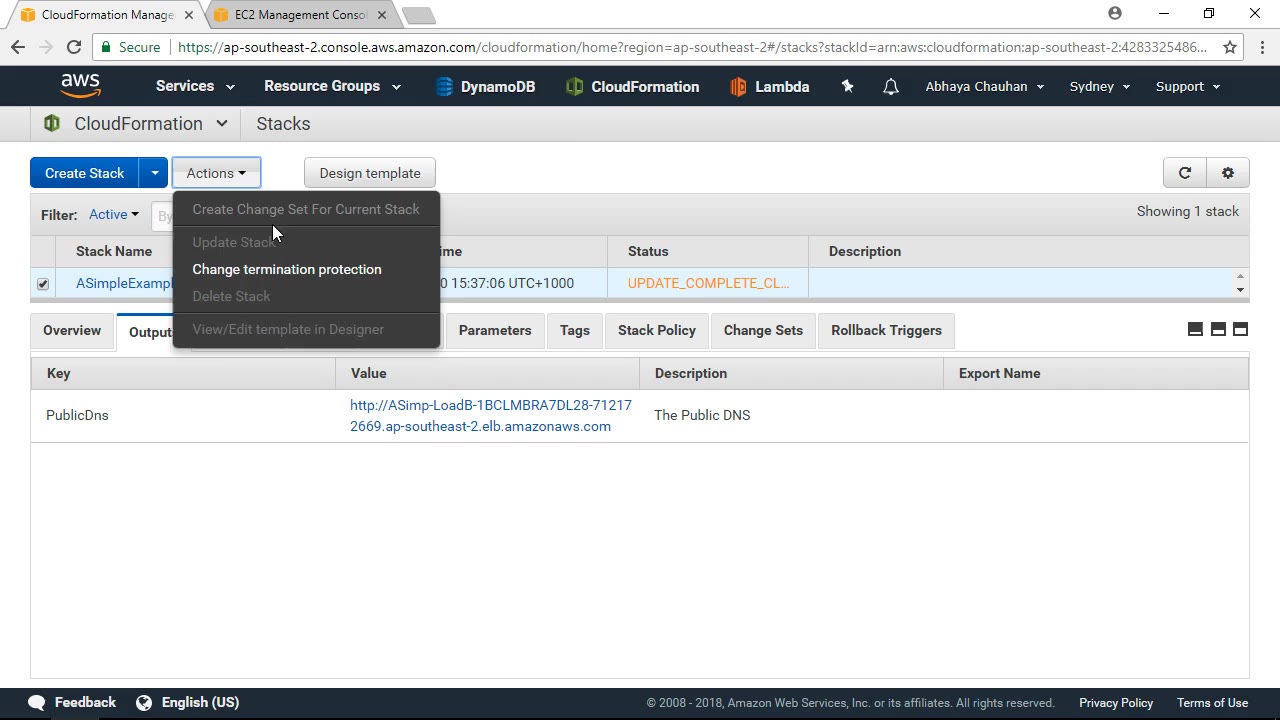 CloudFormation Manage
EC2 Management Consol
Secure https://ap-southeast-2.console.aws.amazon.com/cloudformation/home?region=ap-southeast-2#/stacks?stackId=arn:aws:cloudformation:ap-southeast-2:4283325486...
aws Services Resource Groups DynamoDB CloudFormation Lambda Abhaya Chauhan Sydney Support
CloudFormation Stacks
Create Stack Actions Design template
Filter: Active By Showing 1 stack
Create Change Set For Current Stack
Update Stack
Change termination protection
Delete Stack
View/Edit template in Designer
Stack Name ime Status Description
ASimpleExampl 0 15:37:06 UTC+1000 UPDATE_COMPLETE_CL...
Overview Output Parameters Tags Stack Policy Change Sets Rollback Triggers
Key Value Description Export Name
PublicDns http://ASimp-LoadB-1BCLMBRA7DL28-71217 The Public DNS
2669.ap-southeast-2.elb.amazonaws.com
Feedback English (US) © 2008 - 2018, Amazon Web Services, Inc. or its affiliates. All rights reserved. Privacy Policy Terms of Use